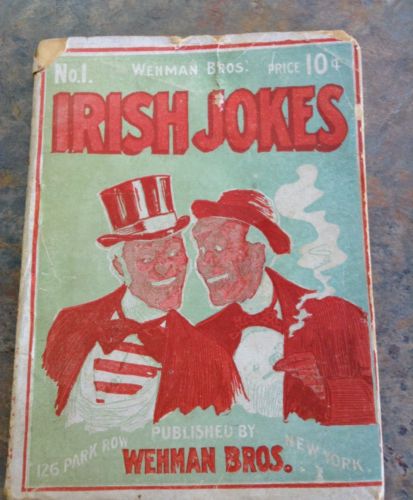 No. 1. WEHMAN BROS. PRICE 10¢
IRISH JOKES
126 PARK ROW PUBLISHED BY NEW YORK
WEHMAN BROS.